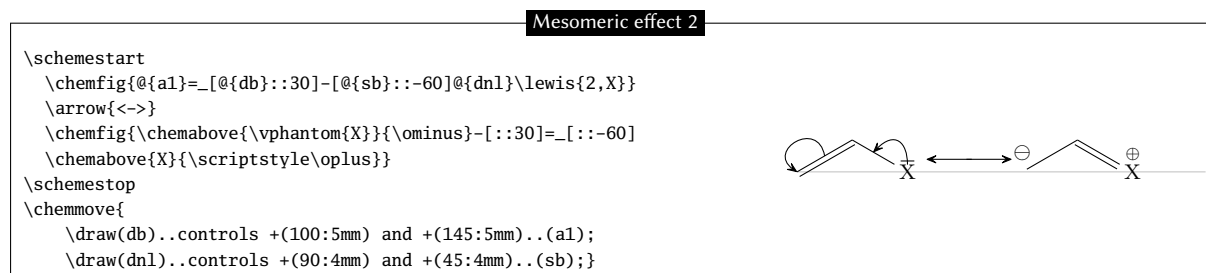 Mesomeric effect 2
\schemestart
  \chemfig{@{a1}=_[@{db}::30]-[@{sb}::-60]@{dnl}\lewis{2,X}}
  \arrow{<->}
  \chemfig{\chemabove{\vphantom{X}}{\ominus}-[::30]=_[::-60]
  \chemabove{X}{\scriptstyle\oplus}}
\schemestop
\chemmove{
    \draw(db)..controls +(100:5mm) and +(145:5mm)..(a1);
    \draw(dnl)..controls +(90:4mm) and +(45:4mm)..(sb);}
X ⊖ ⊕ X